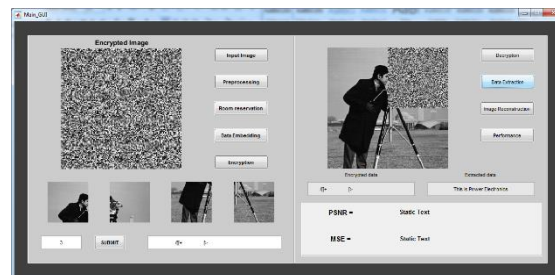 Main_GUI
Encrypted Image
Input Image
Preprocessing
Room reservation
Data Embedding
Encryption
SUBMIT
Decryption
Data Extraction
Image Reconstruction
Performance
Encrypted data
Extracted data
This is Power Electronics
PSNR =
Static Text
MSE =
Static Text